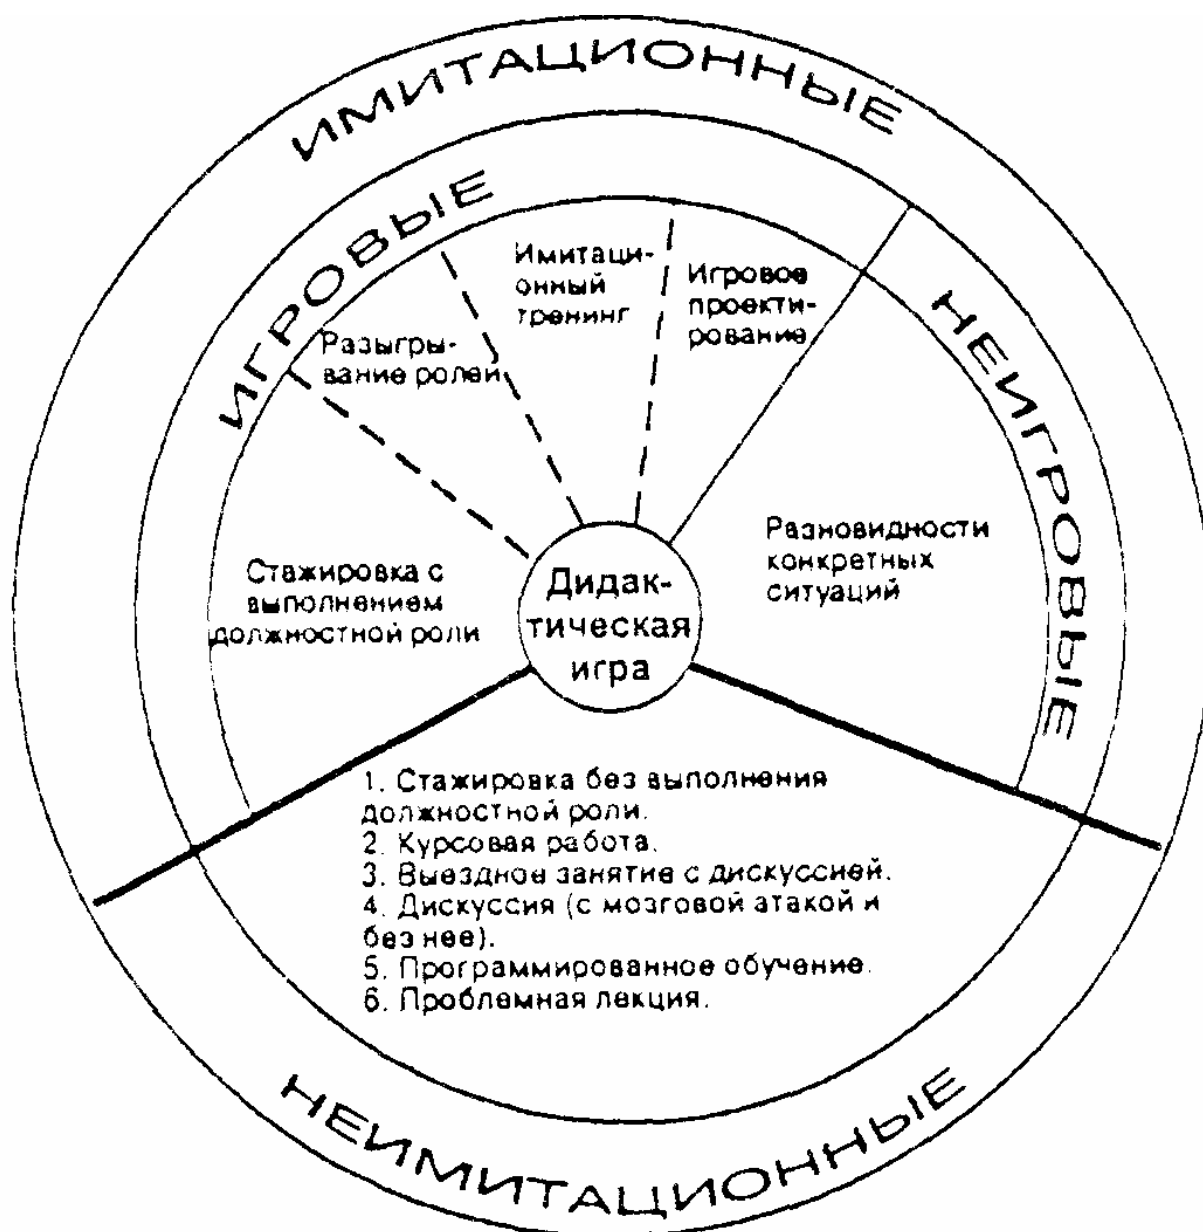 ИМИТАЦИОННЫЕ
ИГРОВЫЕ
НЕИГРОВЫЕ
Разыгры-
вание ролей
Имитаци-
онный
тренинг
Игровое
проекти-
рование
Стажировка с
выполнением
должностной роли
Дидак-
тическая
игра
Разновидности
конкретных
ситуаций
1. Стажировка без выполнения
должностной роли.
2. Курсовая работа.
3. Выездное занятие с дискуссией.
4. Дискуссия (с мозговой атакой и
без нее).
5. Программированное обучение.
6. Проблемная лекция.
НЕИМИТАЦИОННЫЕ